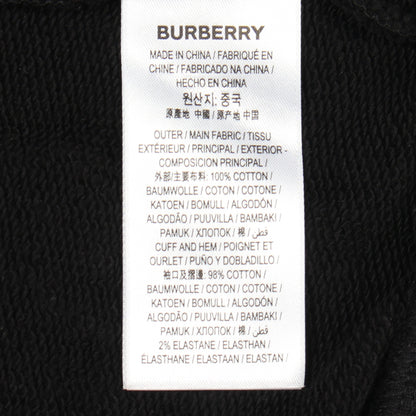 BURBERRY
MADE IN CHINA / FABRIQUÉ EN
CHINE / FABRICADO NA CHINA /
HECHO EN CHINA
원산지: 중국
原產地 中國 / 原产地 中国
OUTER / MAIN FABRIC / TISSU
EXTÉRIEUR / PRINCIPAL / EXTERIOR -
COMPOSICION PRINCIPAL /
外部/主要布料: 100% COTTON /
BAUMWOLLE / COTON / COTONE /
KATOEN / BOMULL / ALGODÓN /
ALGODÃO / PUUVILLA / BAMBAKI /
PAMUK / ХЛОПОК / 棉 / قطن /
CUFF AND HEM / POIGNET ET
OURLET / PUÑO Y DOBLADILLO /
袖口及摺邊: 98% COTTON /
BAUMWOLLE / COTON / COTONE /
KATOEN / BOMULL / ALGODÓN /
ALGODÃO / PUUVILLA / BAMBAKI /
PAMUK / ХЛОПОК / 棉 / قطن /
2% ELASTANE / ELASTHAN /
ÉLASTHANE / ELASTAAN / ELASTAN /